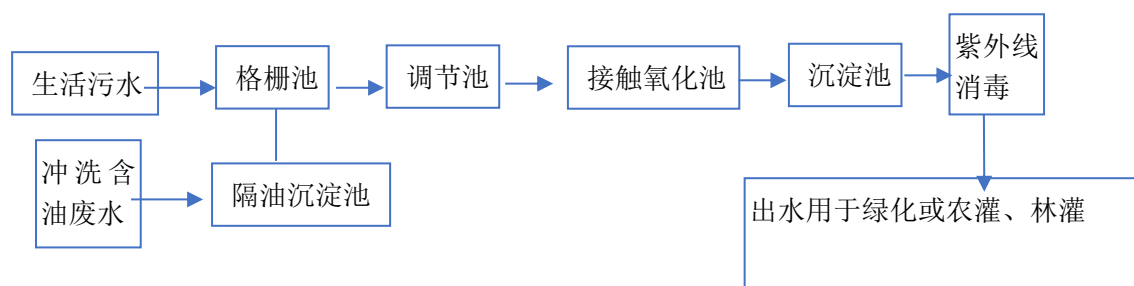 生活污水
格栅池
调节池
接触氧化池
沉淀池
紫外线
消毒
冲洗含
油废水
隔油沉淀池
出水用于绿化或农灌、林灌